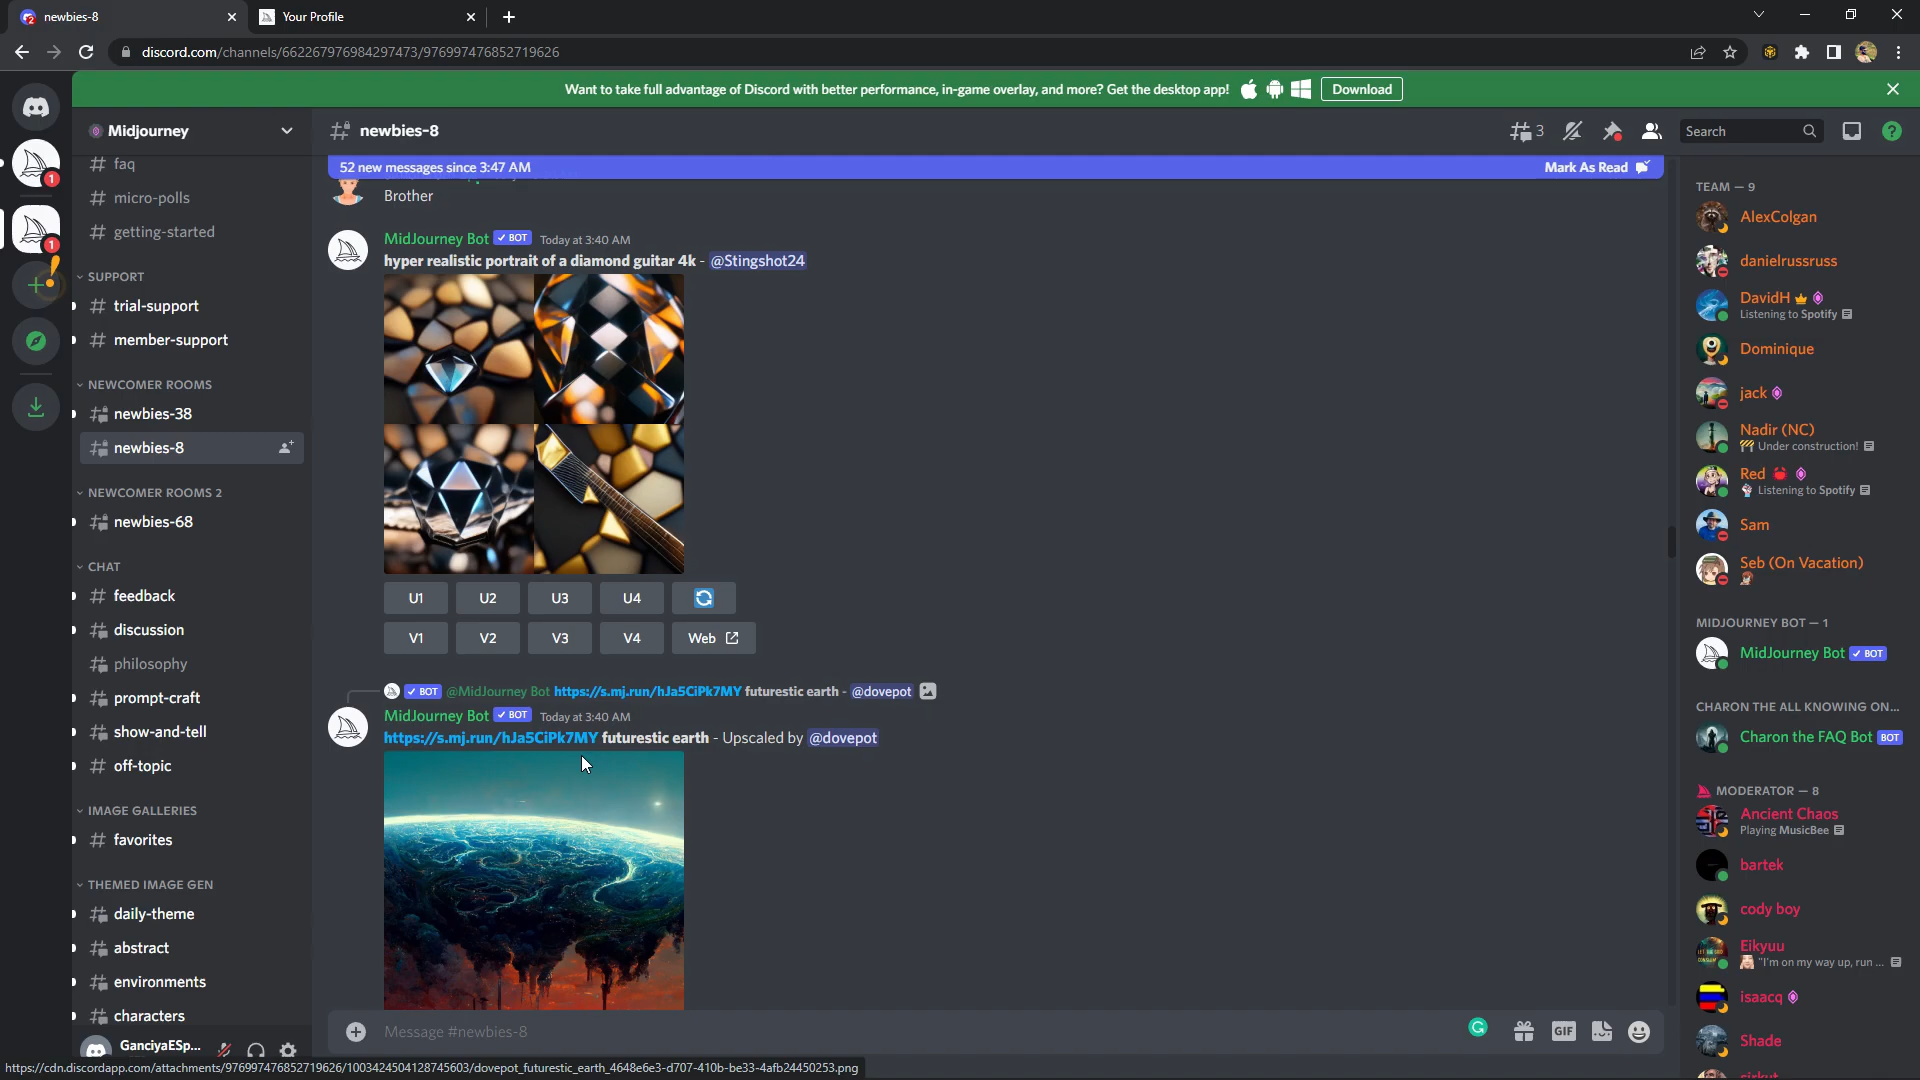 newbies-8
Your Profile
discord.com/channels/662267976984297473/976997476852719626
Want to take full advantage of Discord with better performance, in-game overlay, and more? Get the desktop app!
Download
Midjourney
newbies-8
3
Search
faq
micro-polls
getting-started
SUPPORT
trial-support
member-support
NEWCOMER ROOMS
newbies-38
newbies-8
NEWCOMER ROOMS 2
newbies-68
CHAT
feedback
discussion
philosophy
prompt-craft
show-and-tell
off-topic
IMAGE GALLERIES
favorites
THEMED IMAGE GEN
daily-theme
abstract
environments
characters
GanciyaESp...
1
1
52 new messages since 3:47 AM
Mark As Read
Brother
MidJourney Bot ✓ BOT Today at 3:40 AM
hyper realistic portrait of a diamond guitar 4k - @Stingshot24
U1 U2 U3 U4
V1 V2 V3 V4 Web
✓ BOT @MidJourney Bot https://s.mj.run/hJa5CiPk7MY futurestic earth - @dovepot
MidJourney Bot ✓ BOT Today at 3:40 AM
https://s.mj.run/hJa5CiPk7MY futurestic earth - Upscaled by @dovepot
Message #newbies-8
GIF
TEAM — 9
AlexColgan
danielrussruss
DavidH
Listening to Spotify
Dominique
jack
Nadir (NC)
Under construction!
Red
Listening to Spotify
Sam
Seb (On Vacation)
MIDJOURNEY BOT — 1
MidJourney Bot ✓ BOT
CHARON THE ALL KNOWING ON...
Charon the FAQ Bot BOT
MODERATOR — 8
Ancient Chaos
Playing MusicBee
bartek
cody boy
Eikyuu
"I'm on my way up, run ...
isaacq
Shade
https://cdn.discordapp.com/attachments/976997476852719626/1003424504128745603/dovepot_futurestic_earth_4648e6e3-d707-410b-be33-4afb24450253.png